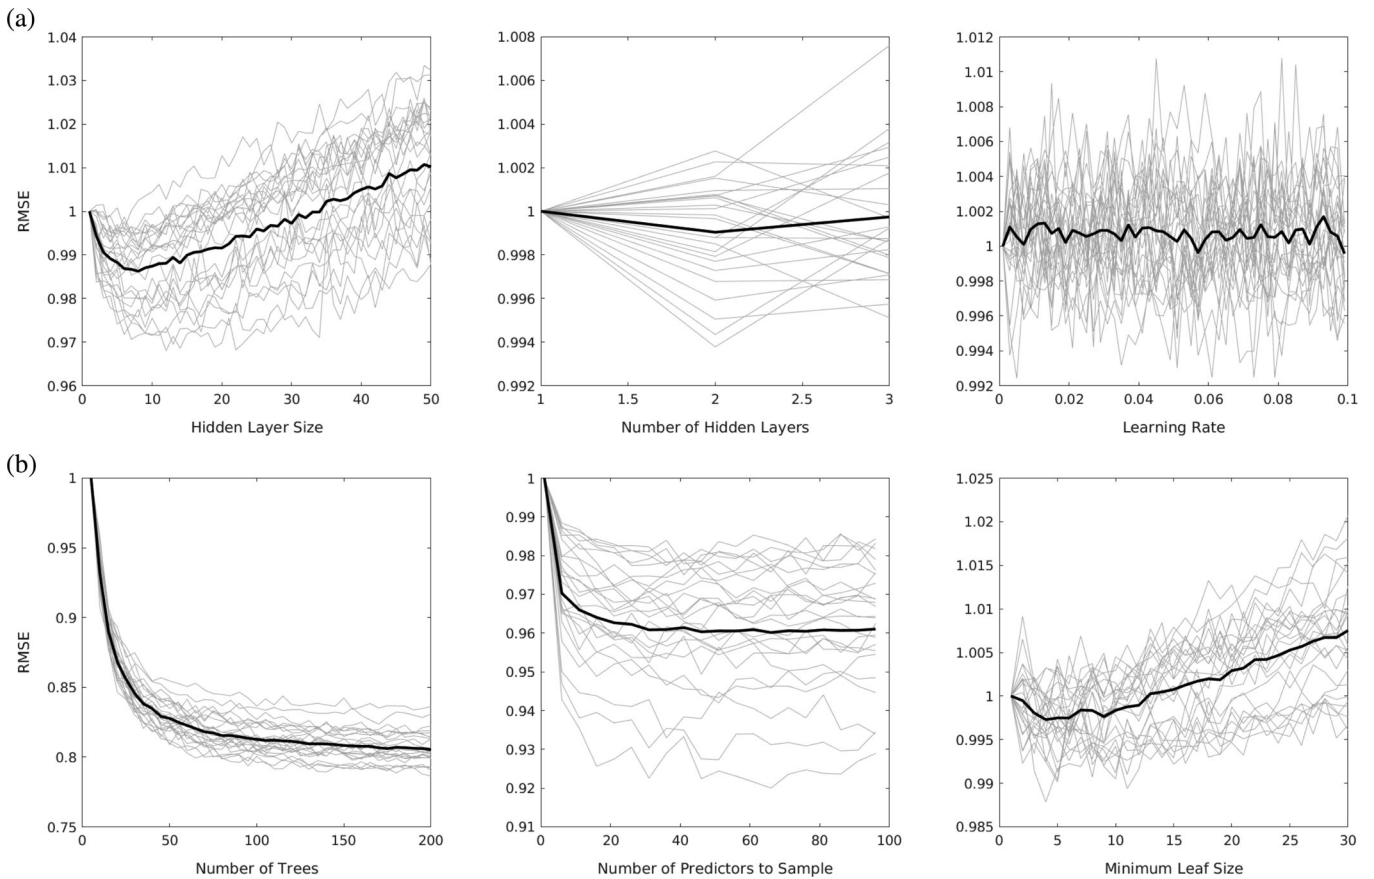 (a)
1.04 1.03 1.02 1.01 1 0.99 0.98 0.97 0.96
RMSE
0 10 20 30 40 50
Hidden Layer Size
1.008 1.006 1.004 1.002 1 0.998 0.996 0.994 0.992
1 1.5 2 2.5 3
Number of Hidden Layers
1.012 1.01 1.008 1.006 1.004 1.002 1 0.998 0.996 0.994 0.992
0 0.02 0.04 0.06 0.08 0.1
Learning Rate
(b)
1 0.95 0.9 0.85 0.8 0.75
RMSE
0 50 100 150 200
Number of Trees
1 0.99 0.98 0.97 0.96 0.95 0.94 0.93 0.92 0.91
0 20 40 60 80 100
Number of Predictors to Sample
1.025 1.02 1.015 1.01 1.005 1 0.995 0.99 0.985
0 5 10 15 20 25 30
Minimum Leaf Size